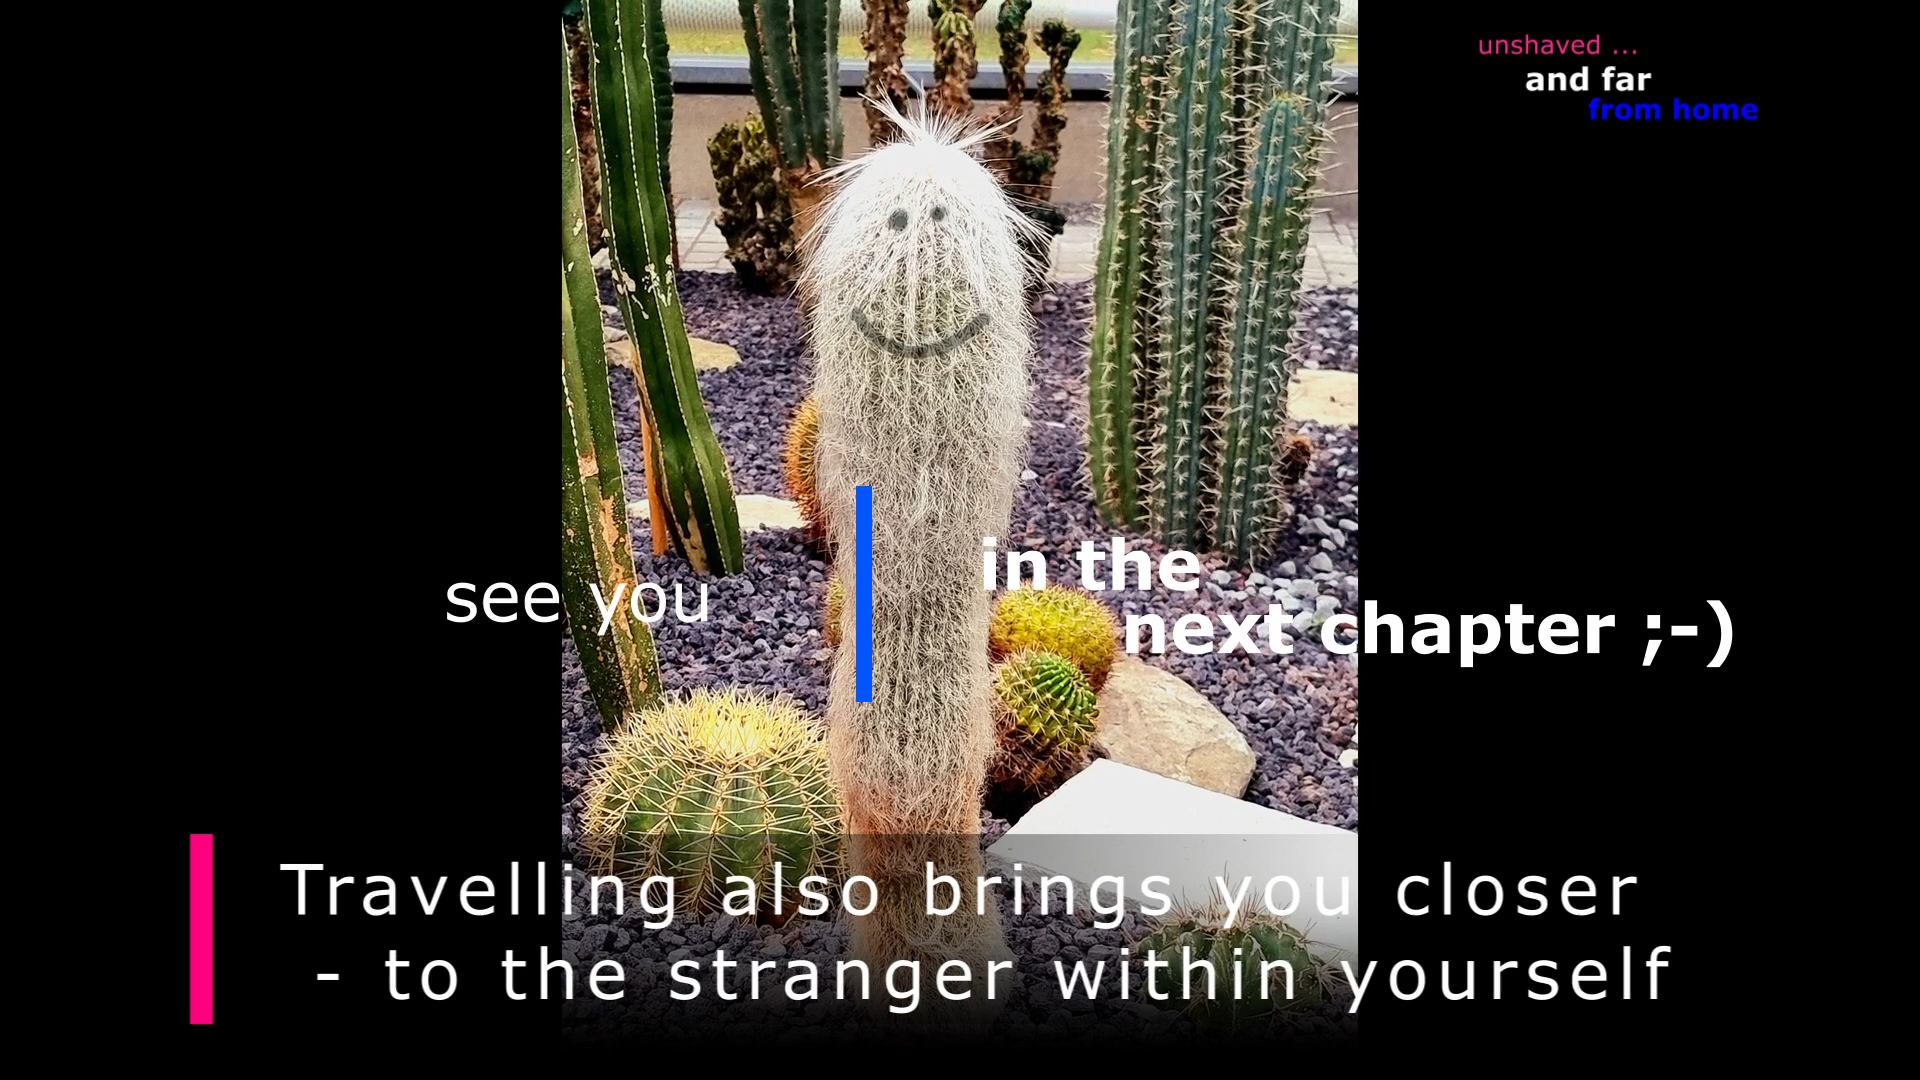 unshaved ...
and far
from home
see you
in the
next chapter ;-)
Travelling also brings you closer
- to the stranger within yourself